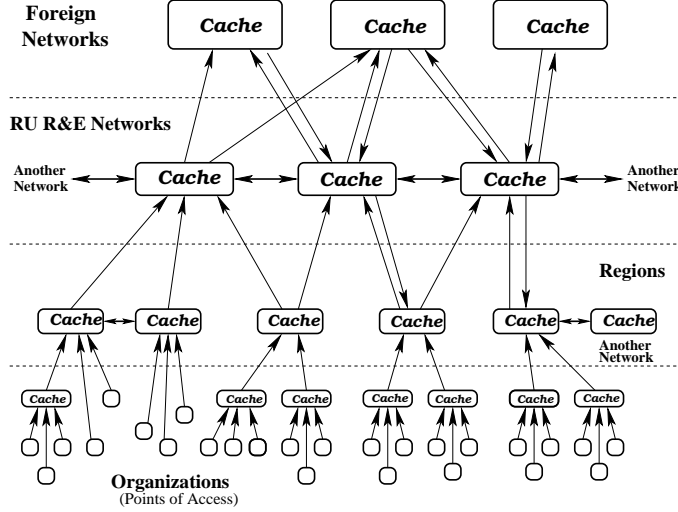 Foreign
Networks
Cache
Cache
Cache
RU R&E Networks
Another
Network
Cache
Cache
Cache
Another
Network
Regions
Cache
Cache
Cache
Cache
Cache
Cache
Another
Network
Cache
Cache
Cache
Cache
Cache
Cache
Cache
Organizations
(Points of Access)